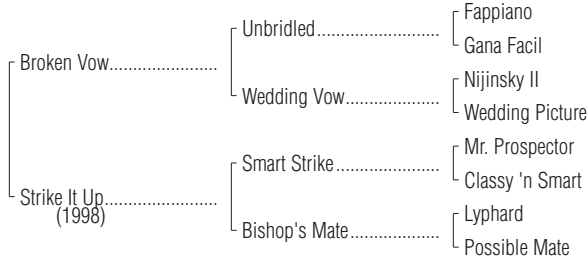 Fappiano
Unbridled
Gana Facil
Broken Vow
Nijinsky II
Wedding Vow
Wedding Picture
Mr. Prospector
Smart Strike
Classy 'n Smart
Strike It Up
(1998)
Lyphard
Bishop's Mate
Possible Mate